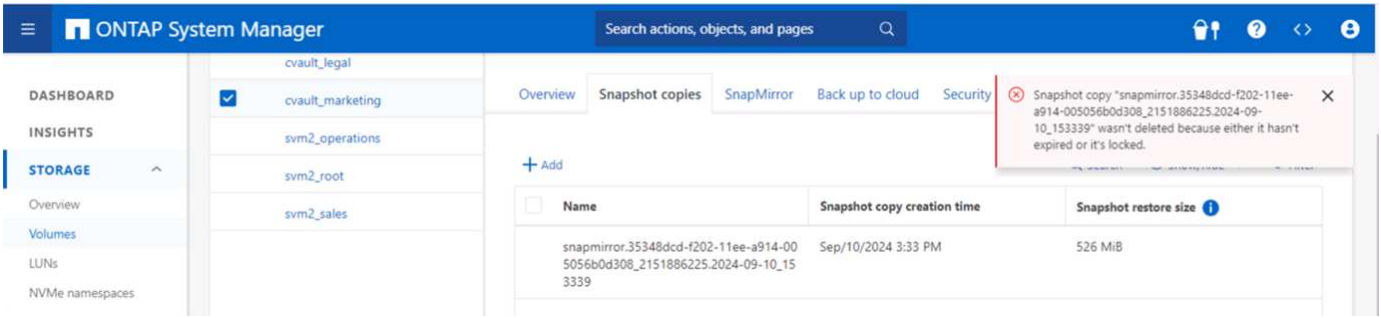 ONTAP System Manager
Search actions, objects, and pages
DASHBOARD
INSIGHTS
STORAGE
Overview
Volumes
LUNs
NVMe namespaces
cvault_legal
cvault_marketing
svm2_operations
svm2_root
svm2_sales
Overview Snapshot copies SnapMirror Back up to cloud Security
Snapshot copy "snapmirror.35348dcd-f202-11ee-
a914-005056b0d308_2151886225.2024-09-
10_153339" wasn't deleted because either it hasn't
expired or it's locked.
Add
Name Snapshot copy creation time Snapshot restore size
snapmirror.35348dcd-f202-11ee-a914-00
5056b0d308_2151886225.2024-09-10_15
3339
Sep/10/2024 3:33 PM
526 MiB